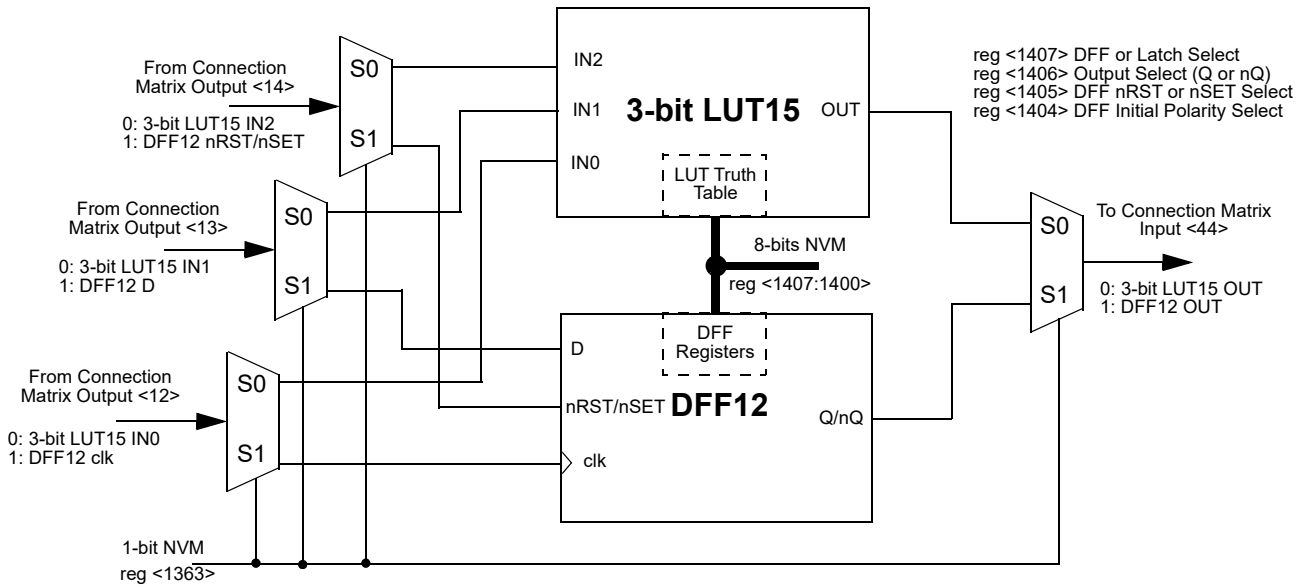 From Connection
Matrix Output <14>
0: 3-bit LUT15 IN2
1: DFF12 nRST/nSET
S0
S1
From Connection
Matrix Output <13>
0: 3-bit LUT15 IN1
1: DFF12 D
S0
S1
From Connection
Matrix Output <12>
0: 3-bit LUT15 IN0
1: DFF12 clk
S0
S1
1-bit NVM
reg <1363>
IN2
IN1
IN0
3-bit LUT15
OUT
LUT Truth
Table
8-bits NVM
reg <1407:1400>
DFF
Registers
D
nRST/nSET
clk
DFF12
Q/nQ
reg <1407> DFF or Latch Select
reg <1406> Output Select (Q or nQ)
reg <1405> DFF nRST or nSET Select
reg <1404> DFF Initial Polarity Select
S0
S1
To Connection Matrix
Input <44>
0: 3-bit LUT15 OUT
1: DFF12 OUT